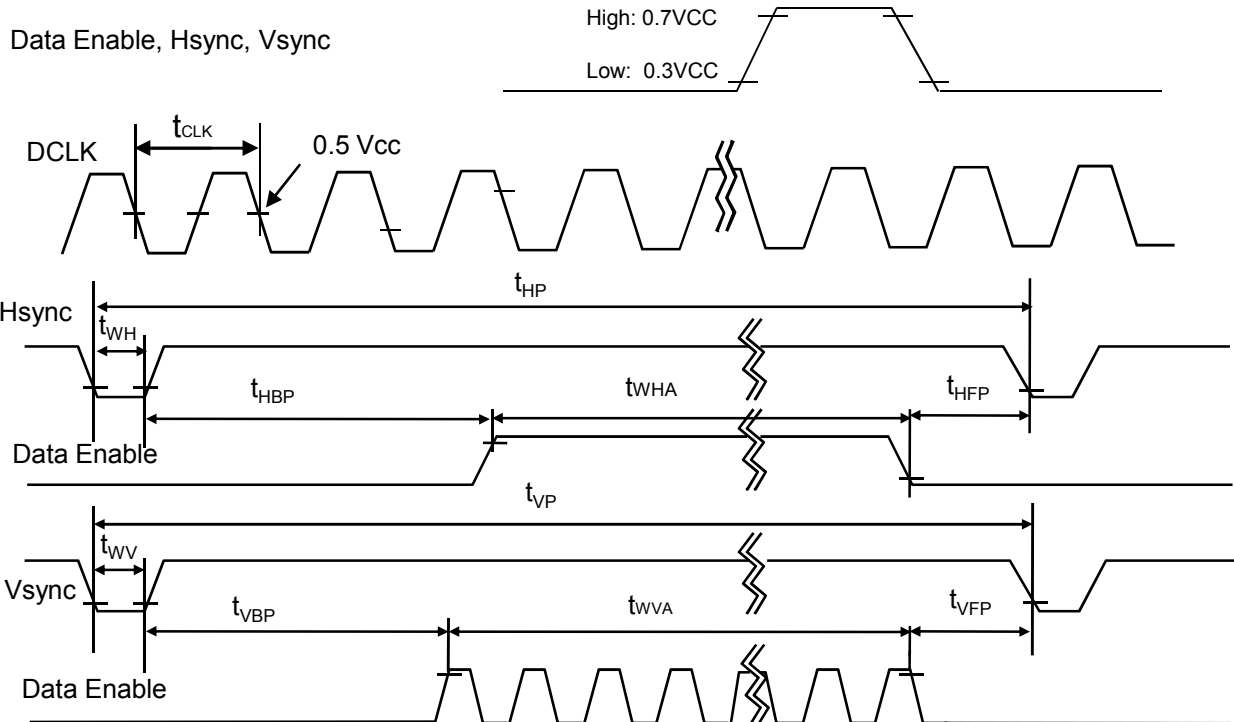 High: 0.7VCC
Data Enable, Hsync, Vsync
Low: 0.3VCC
tCLK
DCLK
0.5 Vcc
tHP
Hsync
tWH
tHBP
tWHA
tHFP
Data Enable
tVP
tWV
Vsync
tVBP
tWVA
tVFP
Data Enable